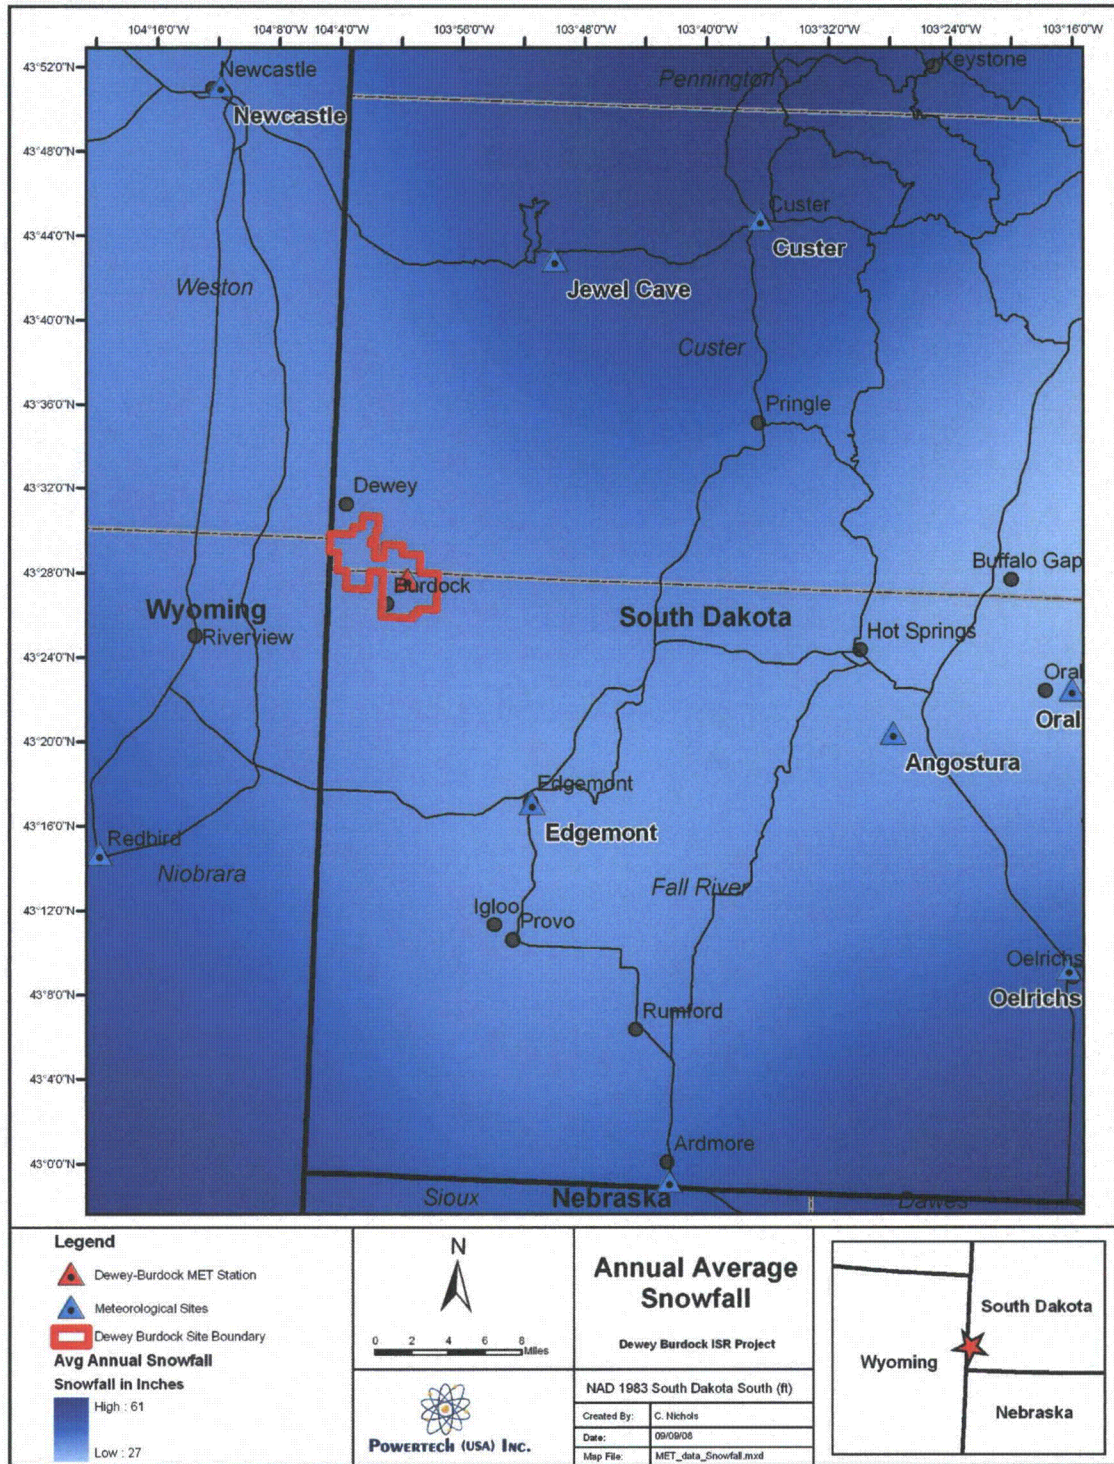 104°16'0"W
104°8'0"W
104°4'0"W
103°56'0"W
103°48'0"W
103°40'0"W
103°32'0"W
103°24'0"W
103°16'0"W
43°52'0"N
43°48'0"N
43°44'0"N
43°40'0"N
43°36'0"N
43°32'0"N
43°28'0"N
43°24'0"N
43°20'0"N
43°16'0"N
43°12'0"N
43°8'0"N
43°4'0"N
43°0'0"N
Keystone
Newcastle
Pennington
Newcastle
Custer
Custer
Weston
Jewel Cave
Custer
Pringle
Dewey
Buffalo Gap
Burdock
Wyoming
South Dakota
Riverview
Hot Springs
Oral
Oral
Angostura
Edgemont
Edgemont
Redbird
Niobrara
Fall River
Igloo
Provo
Oelrichs
Oelrichs
Rumford
Ardmore
Sioux
Nebraska
Dawes
Legend
Dewey-Burdock MET Station
Meteorological Sites
Dewey Burdock Site Boundary
Avg Annual Snowfall
Snowfall in Inches
High : 61
Low : 27
N
0 2 4 6 8
Miles
POWERTECH (USA) INC.
Annual Average
Snowfall
Dewey Burdock ISR Project
NAD 1983 South Dakota South (ft)
Created By: C. Nichols
Date: 09/09/08
Map File: MET_data_Snowfall.mxd
South Dakota
Wyoming
Nebraska